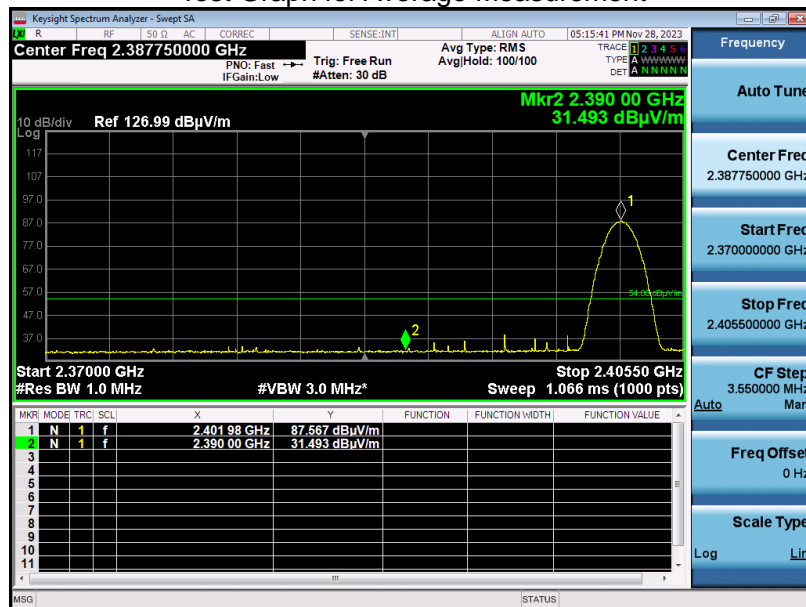 Test Graph for Average Measurement
Keysight Spectrum Analyzer - Swept SA
LXI R RF 50 Ω AC CORREC SENSE:INT ALIGN AUTO 05:15:41 PM Nov 28, 2023
Center Freq 2.387750000 GHz
PNO: Fast
IFGain:Low
Trig: Free Run
#Atten: 30 dB
Avg Type: RMS
Avg|Hold: 100/100
TRACE 1 2 3 4 5 6
TYPE A WWWWW
DET A N N N N N
Mkr2 2.390 00 GHz
31.493 dBµV/m
10 dB/div Ref 126.99 dBµV/m
Log
117
107
97.0
87.0
77.0
67.0
57.0
47.0
37.0
1
2
54.00 dBµV/m
Start 2.37000 GHz Stop 2.40550 GHz
#Res BW 1.0 MHz #VBW 3.0 MHz* Sweep 1.066 ms (1000 pts)
MKR MODE TRC SCL X Y FUNCTION FUNCTION WIDTH FUNCTION VALUE
1 N 1 f 2.401 98 GHz 87.567 dBµV/m
2 N 1 f 2.390 00 GHz 31.493 dBµV/m
3
4
5
6
7
8
9
10
11
MSG STATUS
Frequency
Auto Tune
Center Freq
2.387750000 GHz
Start Freq
2.370000000 GHz
Stop Freq
2.405500000 GHz
CF Step
3.550000 MHz
Auto Man
Freq Offset
0 Hz
Scale Type
Log Lin